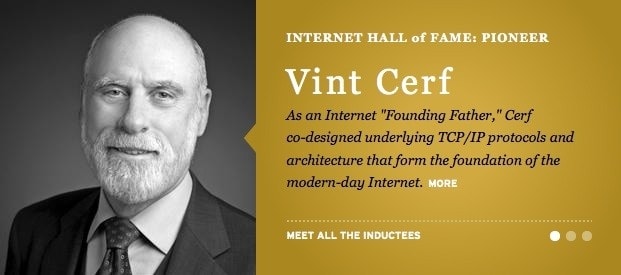 INTERNET HALL of FAME: PIONEER
Vint Cerf
As an Internet "Founding Father," Cerf
co-designed underlying TCP/IP protocols and
architecture that form the foundation of the
modern-day Internet. MORE
MEET ALL THE INDUCTEES